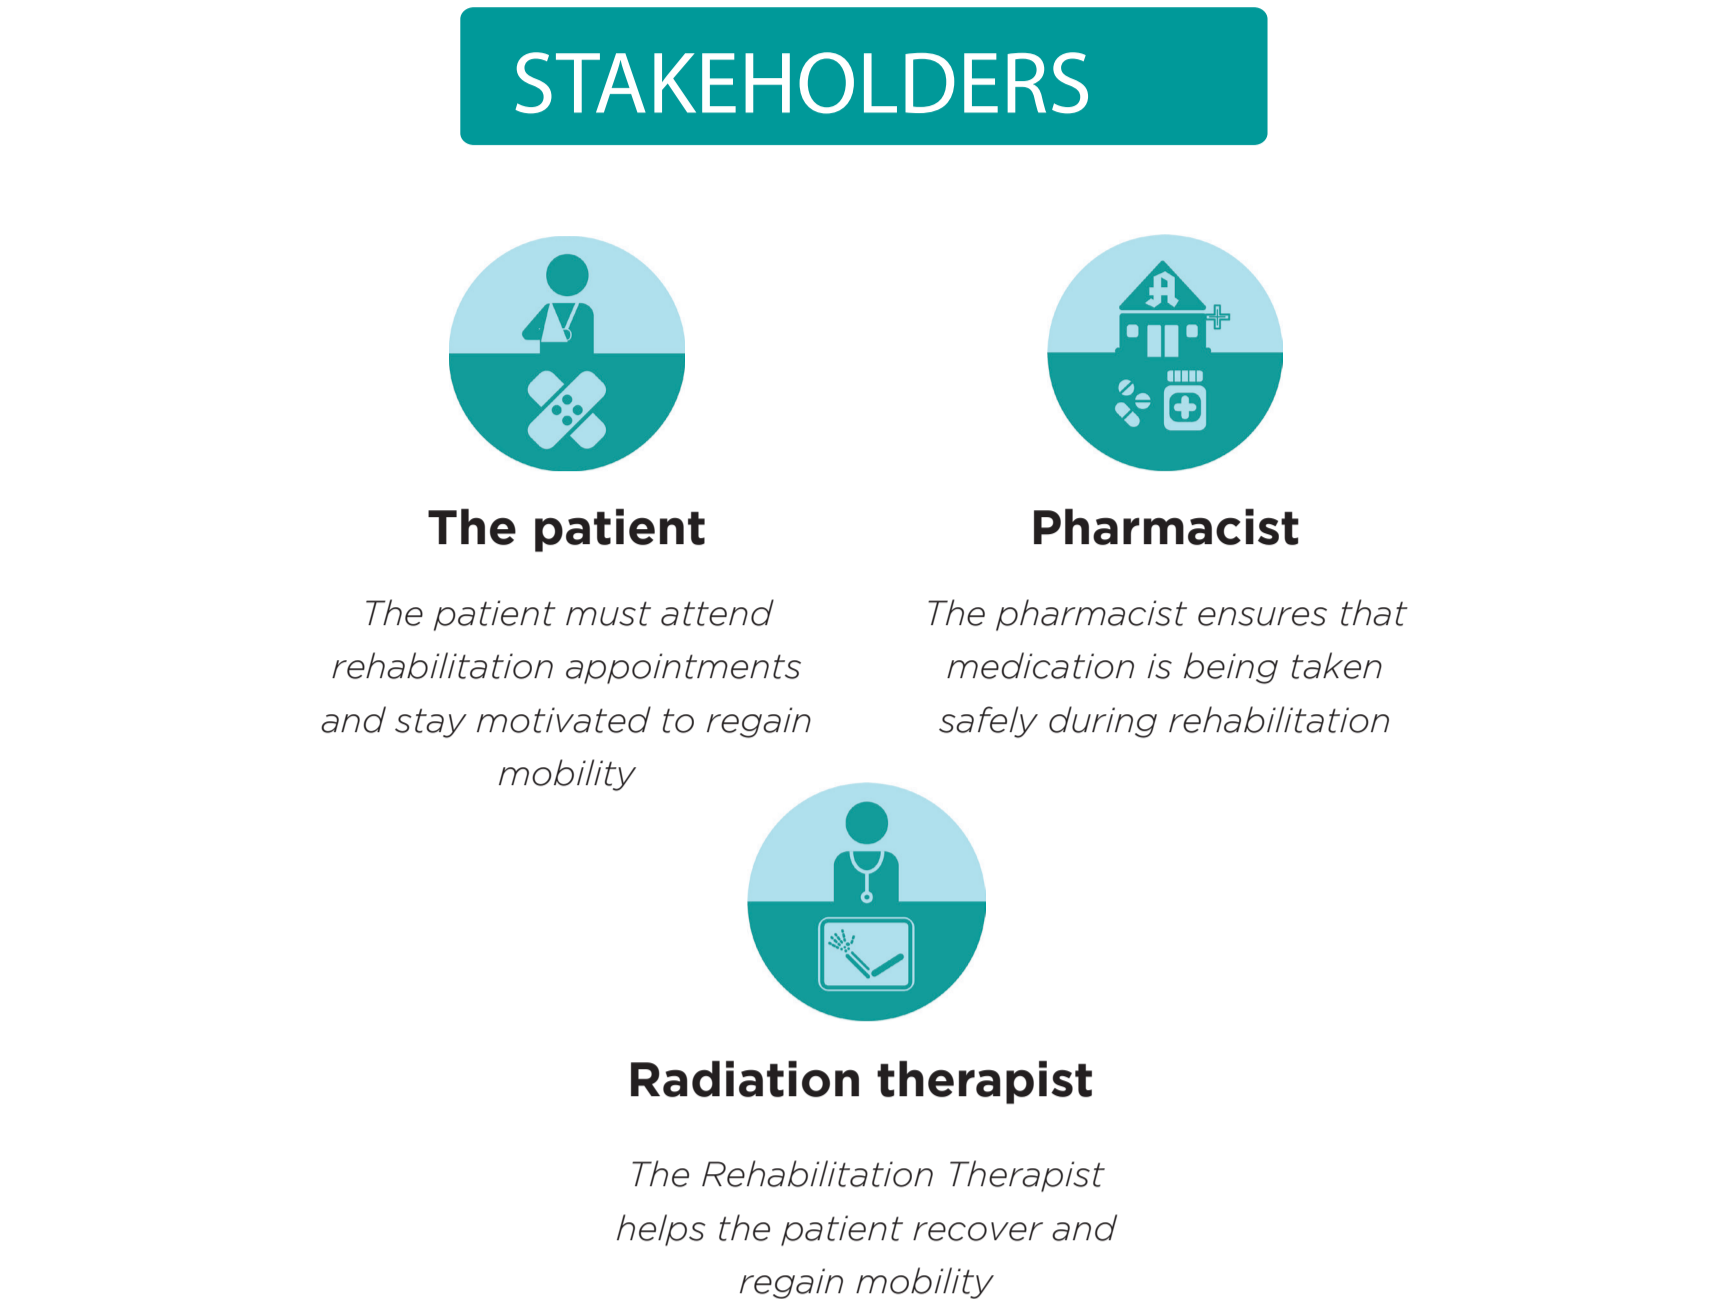 STAKEHOLDERS
A
The patient
The patient must attend
rehabilitation appointments
and stay motivated to regain
mobility
Pharmacist
The pharmacist ensures that
medication is being taken
safely during rehabilitation
Radiation therapist
The Rehabilitation Therapist
helps the patient recover and
regain mobility